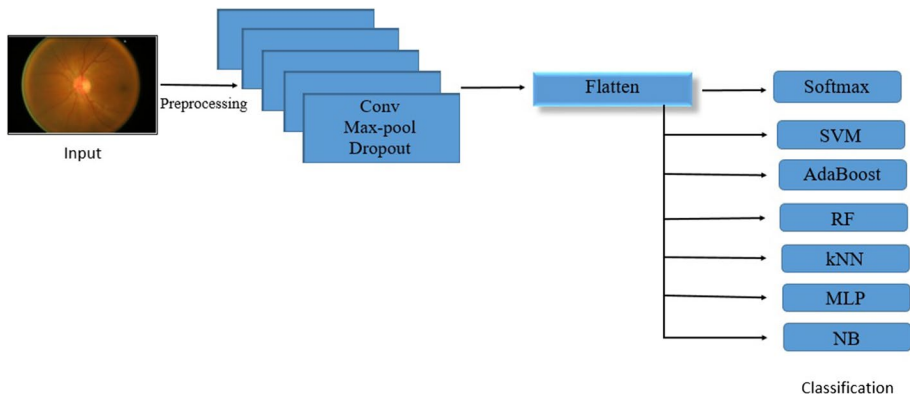 Input
Preprocessing
Conv
Max-pool
Dropout
Flatten
Softmax
SVM
AdaBoost
RF
kNN
MLP
NB
Classification